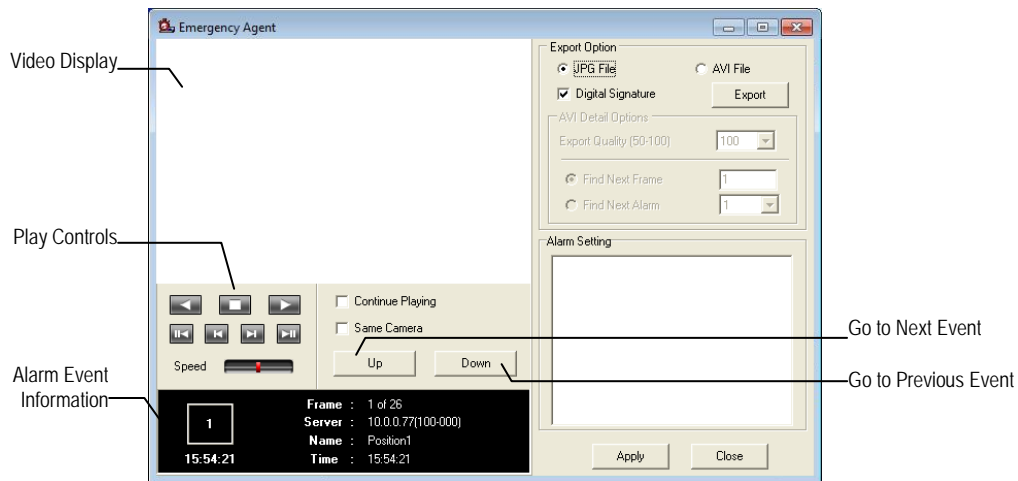 Emergency Agent
Video Display
Export Option
JPG File
AVI File
Digital Signature
Export
AVI Detail Options
Export Quality (50-100)
100
Find Next Frame
1
Find Next Alarm
1
Play Controls
Alarm Setting
Continue Playing
Same Camera
Go to Next Event
Speed
Up
Down
Go to Previous Event
Alarm Event
Information
1
15:54:21
Frame : 1 of 26
Server : 10.0.0.77(100-000)
Name : Position1
Time : 15:54:21
Apply
Close